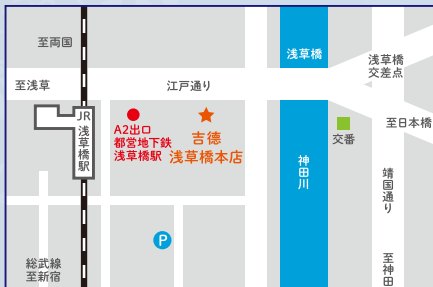 至両国
浅草橋
浅草橋
交差点
至浅草
江戸通り
JR
浅草橋駅
A2出口
都営地下鉄
浅草橋駅
吉德
浅草橋本店
至日本橋
交番
神田川
靖国通り
P
総武線
至新宿
至神田